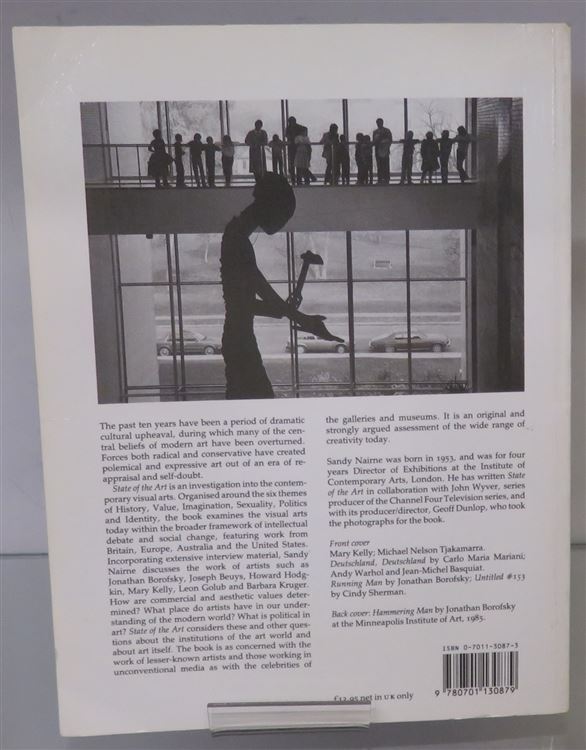 The past ten years have been a period of dramatic
cultural upheaval, during which many of the cen-
tral beliefs of modern art have been overturned.
Forces both radical and conservative have created
polemical and expressive art out of an era of re-
appraisal and self-doubt.
State of the Art is an investigation into the contem-
porary visual arts. Organised around the six themes
of History, Value, Imagination, Sexuality, Politics
and Identity, the book examines the visual arts
today within the broader framework of intellectual
debate and social change, featuring work from
Britain, Europe, Australia and the United States.
Incorporating extensive interview material, Sandy
Nairne discusses the work of artists such as
Jonathan Borofsky, Joseph Beuys, Howard Hodg-
kin, Mary Kelly, Leon Golub and Barbara Kruger.
How are commercial and aesthetic values deter-
mined? What place do artists have in our under-
standing of the modern world? What is political in
art? State of the Art considers these and other ques-
tions about the institutions of the art world and
about art itself. The book is as concerned with the
work of lesser-known artists and those working in
unconventional media as with the celebrities of
the galleries and museums. It is an original and
strongly argued assessment of the wide range of
creativity today.
Sandy Nairne was born in 1953, and was for four
years Director of Exhibitions at the Institute of
Contemporary Arts, London. He has written State
of the Art in collaboration with John Wyver, series
producer of the Channel Four Television series, and
with its producer/director, Geoff Dunlop, who took
the photographs for the book.
Front cover
Mary Kelly; Michael Nelson Tjakamarra.
Deutschland, Deutschland by Carlo Maria Mariani;
Andy Warhol and Jean-Michel Basquiat.
Running Man by Jonathan Borofsky; Untitled #153
by Cindy Sherman.
Back cover: Hammering Man by Jonathan Borofsky
at the Minneapolis Institute of Art, 1985.
ISBN 0-7011-3087-3
9 780701 130879
£12.95 net in UK only